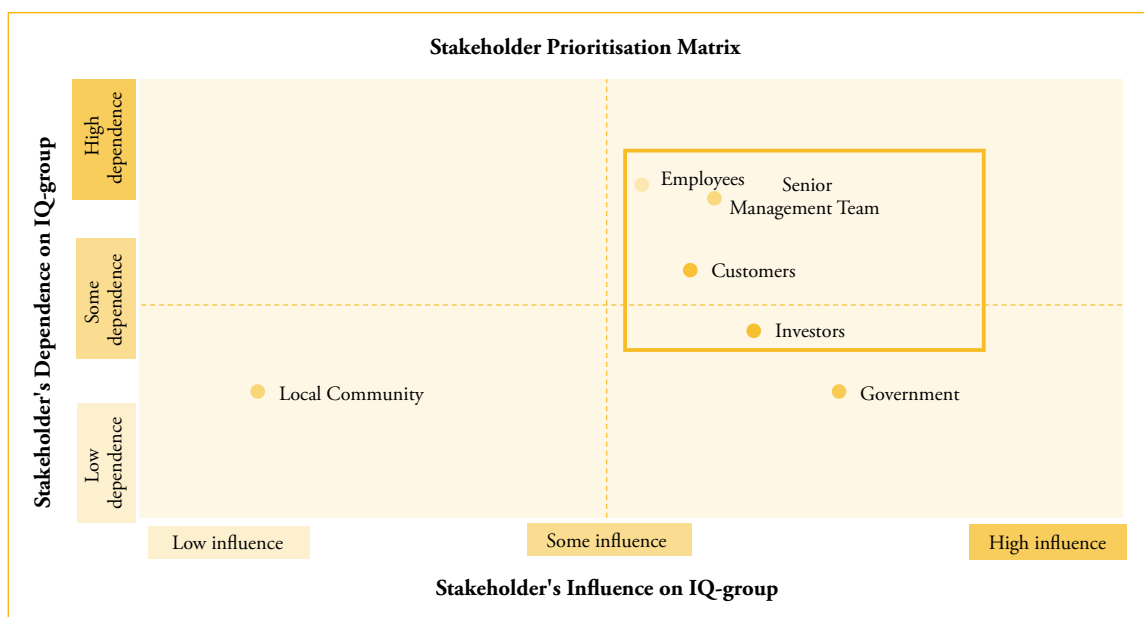 Stakeholder Prioritisation Matrix
Stakeholder's Dependence on IQ-group
High
dependence
Some
dependence
Low
dependence
Employees
Senior
Management Team
Customers
Investors
Local Community
Government
Low influence
Some influence
High influence
Stakeholder's Influence on IQ-group